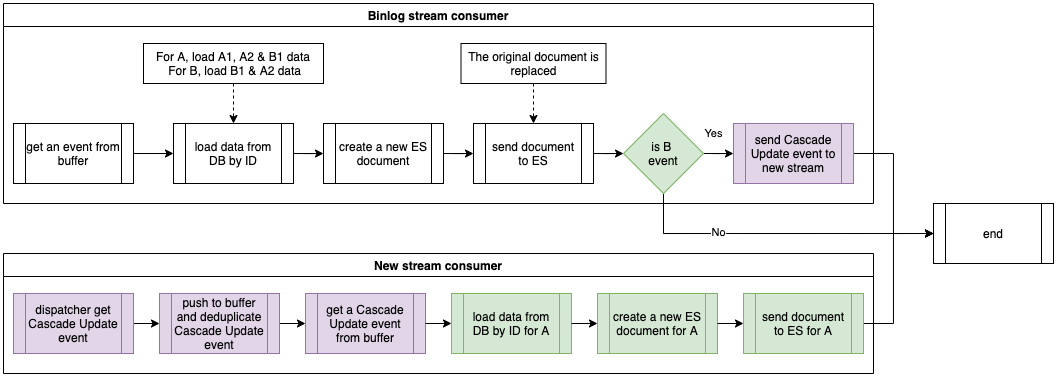 Binlog stream consumer
For A, load A1, A2 & B1 data
For B, load B1 & A2 data
The original document is
replaced
get an event from
buffer
load data from
DB by ID
create a new ES
document
send document
to ES
is B
event
Yes
send Cascade
Update event to
new stream
No
end
New stream consumer
dispatcher get
Cascade Update
event
push to buffer
and deduplicate
Cascade Update
event
get a Cascade
Update event
from buffer
load data from
DB by ID for A
create a new ES
document for A
send document
to ES for A